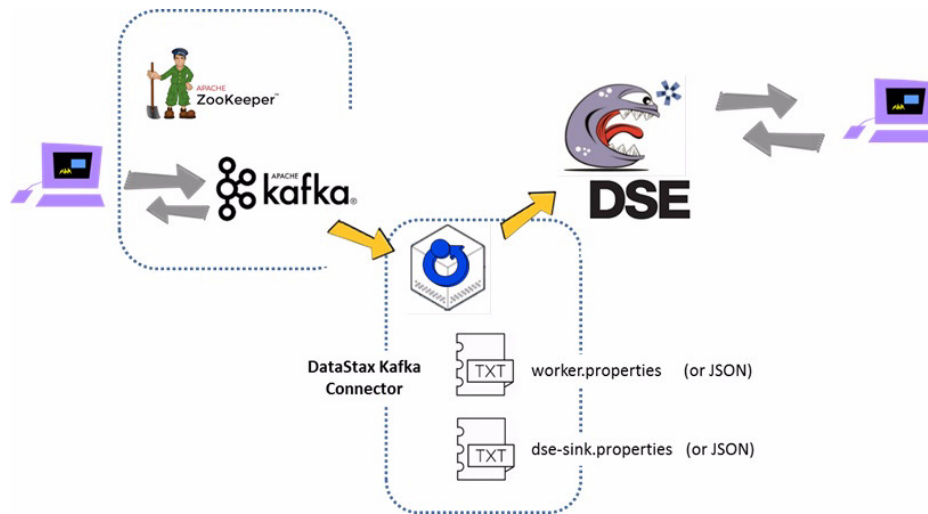 APACHE
ZooKeeper™
APACHE
kafka®
DSE
DataStax Kafka
Connector
TXT
worker.properties (or JSON)
TXT
dse-sink.properties (or JSON)